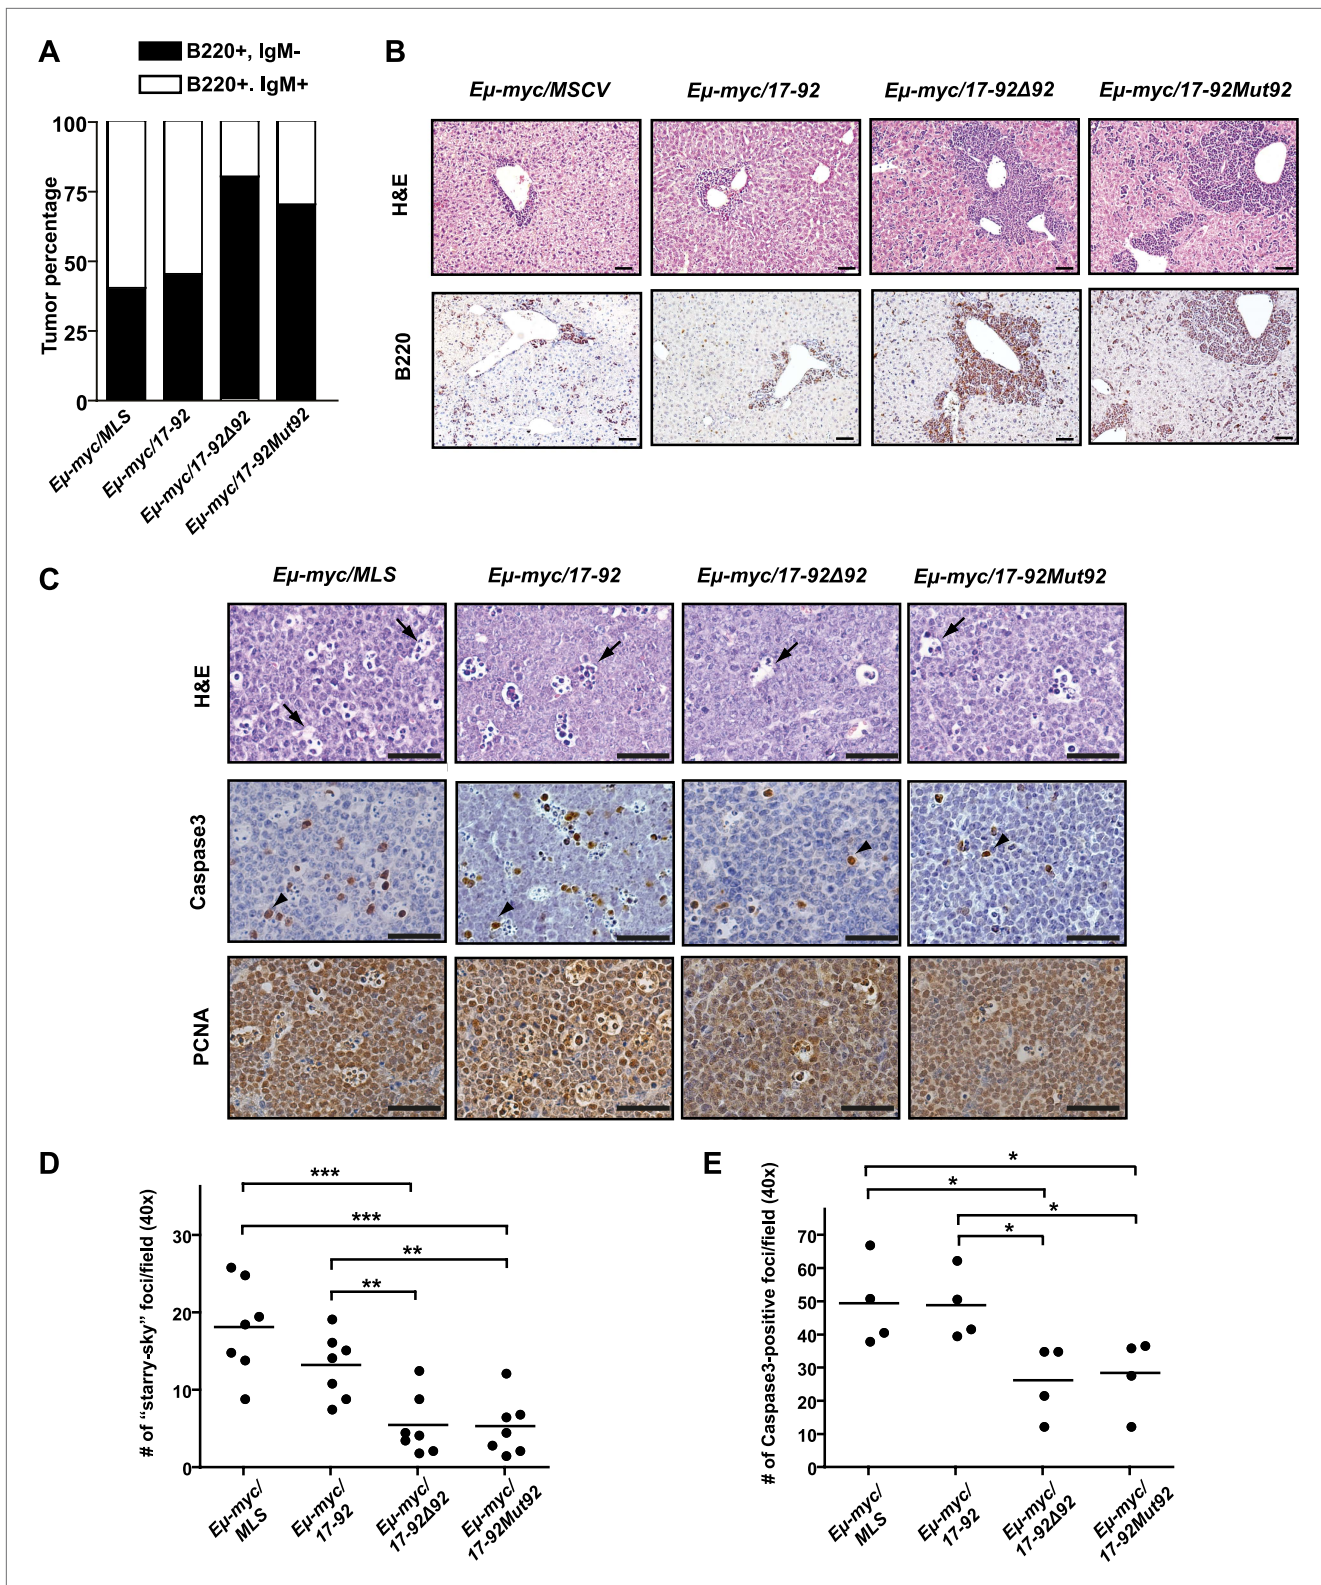 A
B220+, IgM-
B220+. IgM+
Tumor percentage
100
75
50
25
0
Eµ-myc/MLS
Eµ-myc/17-92
Eµ-myc/17-92Δ92
Eµ-myc/17-92Mut92
B
Eµ-myc/MSCV
Eµ-myc/17-92
Eµ-myc/17-92Δ92
Eµ-myc/17-92Mut92
H&E
B220
C
Eµ-myc/MLS
Eµ-myc/17-92
Eµ-myc/17-92Δ92
Eµ-myc/17-92Mut92
H&E
Caspase3
PCNA
D
# of “starry-sky” foci/field (40x)
30
20
10
0
***
***
**
**
Eµ-myc/
MLS
Eµ-myc/
17-92
Eµ-myc/
17-92Δ92
Eµ-myc/
17-92Mut92
E
# of Caspase3-positive foci/field (40x)
70
60
50
40
30
20
10
0
*
*
*
*
Eµ-myc/
MLS
Eµ-myc/
17-92
Eµ-myc/
17-92Δ92
Eµ-myc/
17-92Mut92